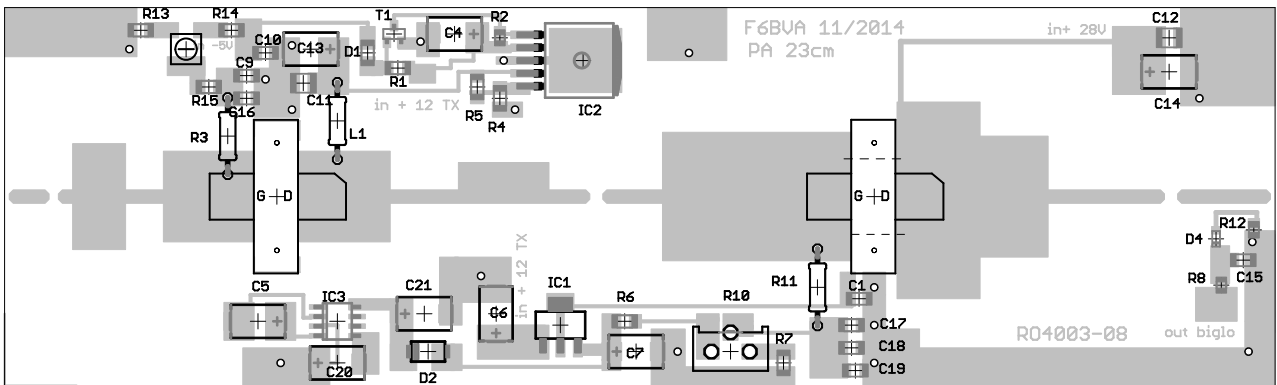 R13
R14
T1
R2
F6BVA 11/2014
C12
in+ 28V
-5V
C10
C13
D1
C4
PA 23cm
C9
R1
R15
C11
in + 12 TX
R5
R4
IC2
C14
C16
R3
L1
G D
G D
R12
D4
in + 12 TX
C15
R8
R11
C5
IC3
C21
IC1
C1
C6
R6
R10
C17
RO4003-08
out biglo
C7
R7
C18
C20
D2
C19